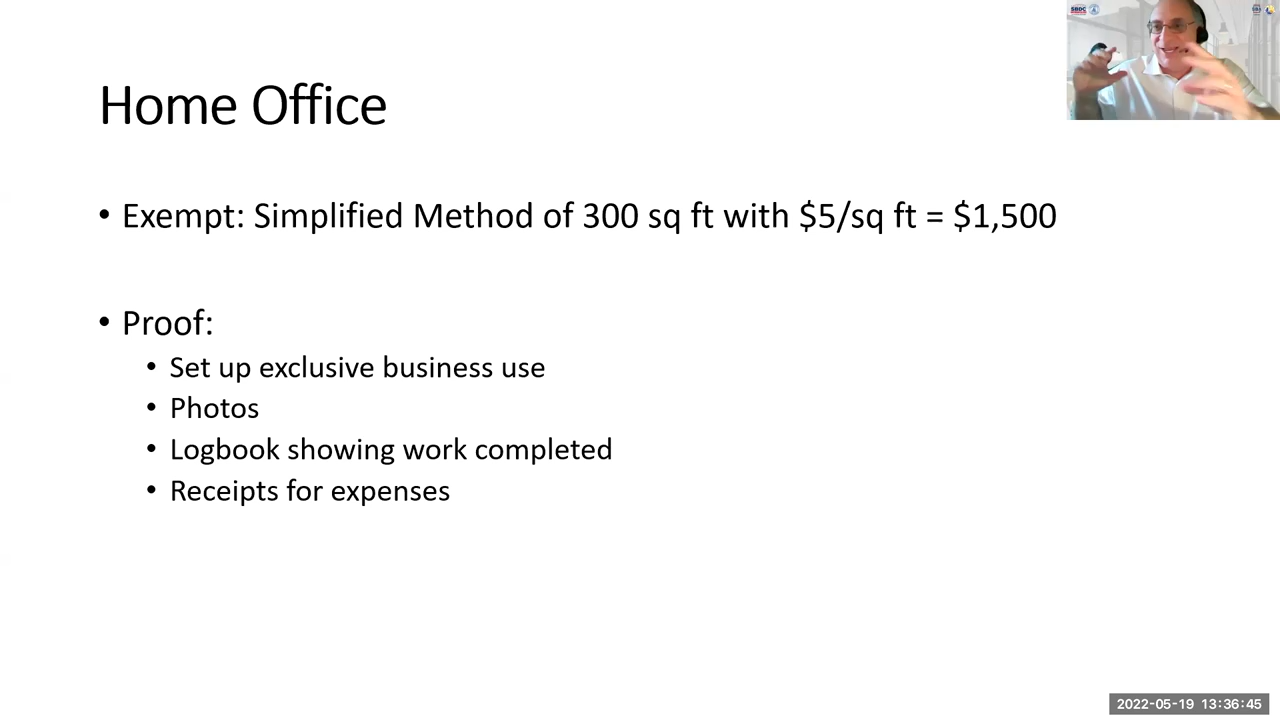 SBDC
Home Office
• Exempt: Simplified Method of 300 sq ft with $5/sq ft = $1,500
• Proof:
• Set up exclusive business use
• Photos
• Logbook showing work completed
• Receipts for expenses
2022-05-19 13:36:45